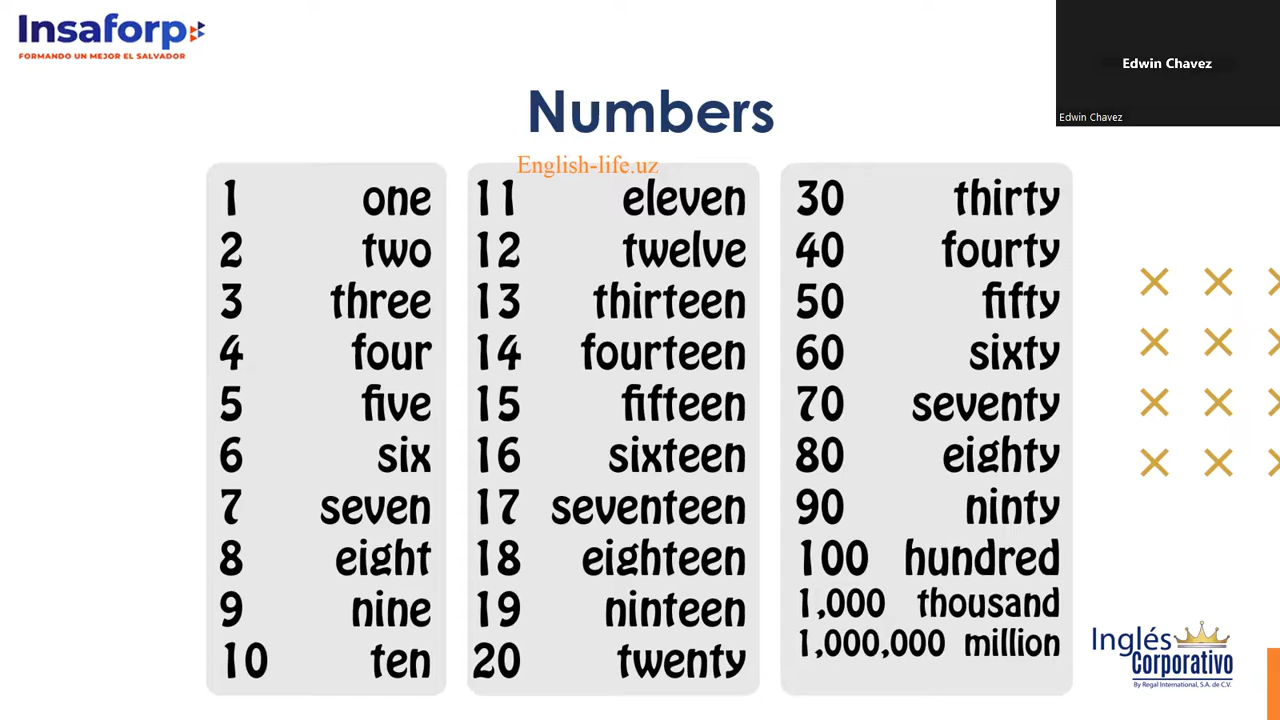 Insaforp
FORMANDO UN MEJOR EL SALVADOR
Edwin Chavez
Edwin Chavez
Numbers
English-life.uz
1 one
2 two
3 three
4 four
5 five
6 six
7 seven
8 eight
9 nine
10 ten
11 eleven
12 twelve
13 thirteen
14 fourteen
15 fifteen
16 sixteen
17 seventeen
18 eighteen
19 ninteen
20 twenty
30 thirty
40 fourty
50 fifty
60 sixty
70 seventy
80 eighty
90 ninty
100 hundred
1,000 thousand
1,000,000 million
Inglés
Corporativo
By Regal International, S.A. de C.V.